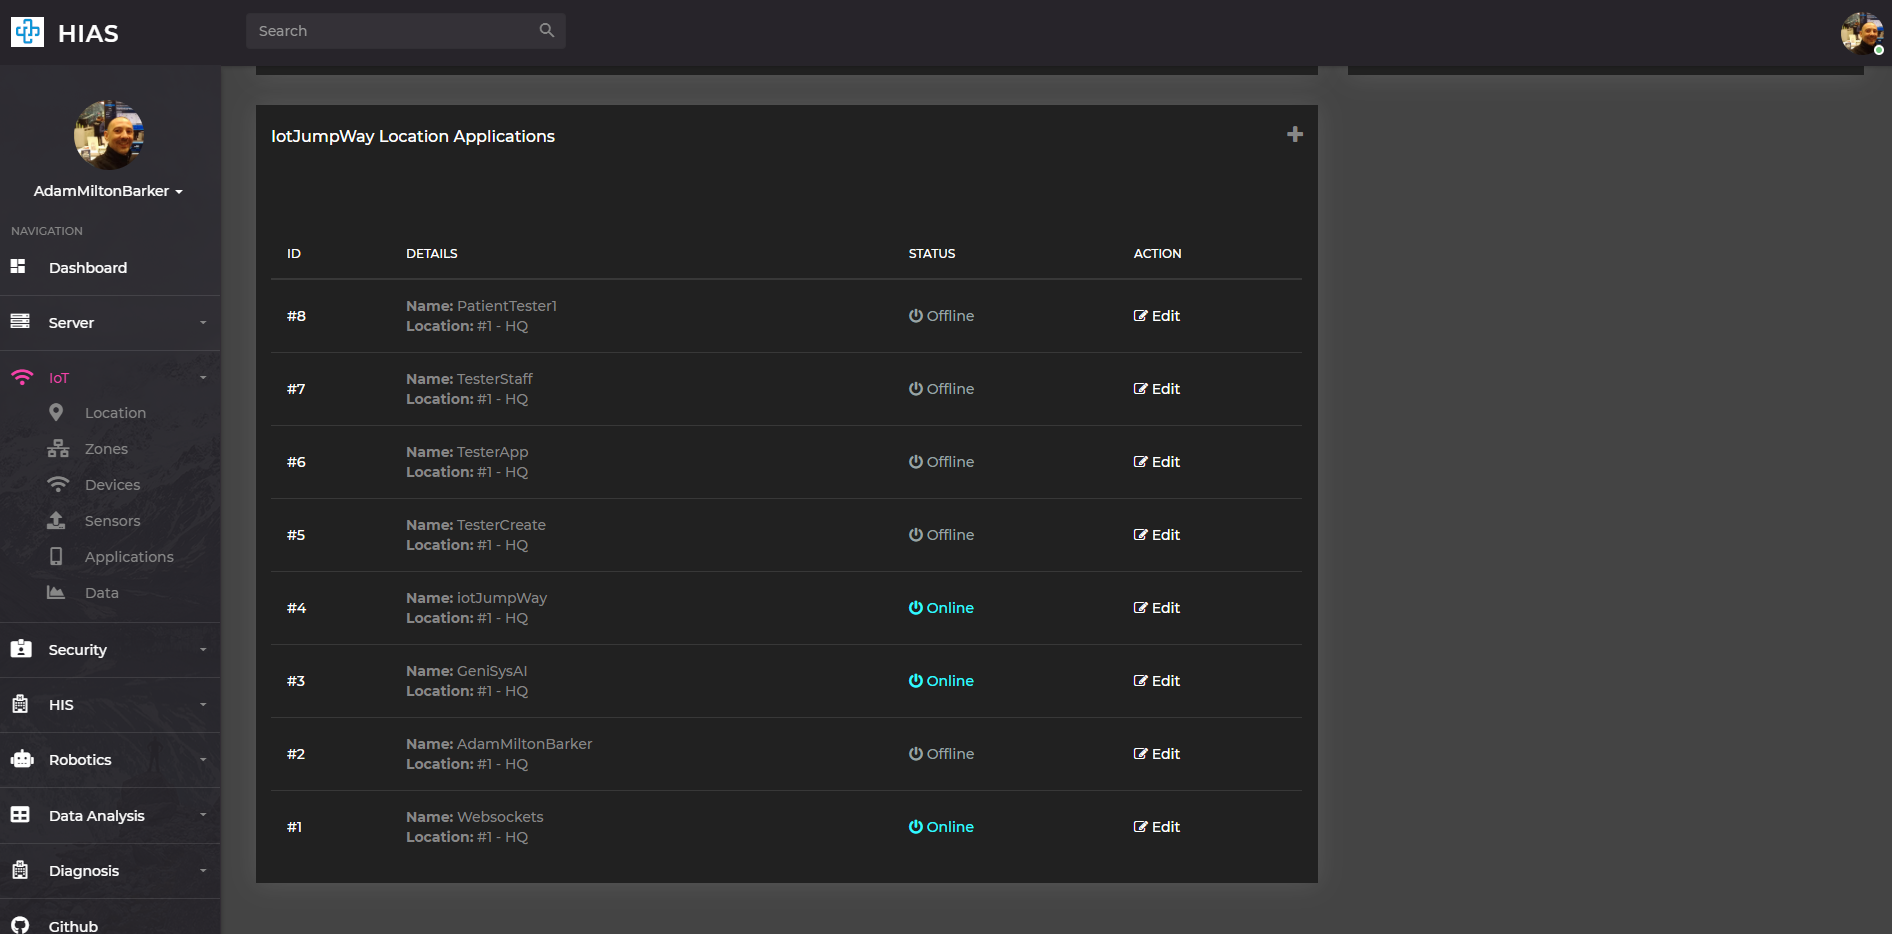 HIAS
Search
AdamMiltonBarker
NAVIGATION
Dashboard
Server
IoT
Location
Zones
Devices
Sensors
Applications
Data
Security
HIS
Robotics
Data Analysis
Diagnosis
Github
IotJumpWay Location Applications
ID DETAILS STATUS ACTION
#8 Name: PatientTester1 Offline Edit
Location: #1 - HQ
#7 Name: TesterStaff Offline Edit
Location: #1 - HQ
#6 Name: TesterApp Offline Edit
Location: #1 - HQ
#5 Name: TesterCreate Offline Edit
Location: #1 - HQ
#4 Name: iotJumpWay Online Edit
Location: #1 - HQ
#3 Name: GeniSysAI Online Edit
Location: #1 - HQ
#2 Name: AdamMiltonBarker Offline Edit
Location: #1 - HQ
#1 Name: Websockets Online Edit
Location: #1 - HQ